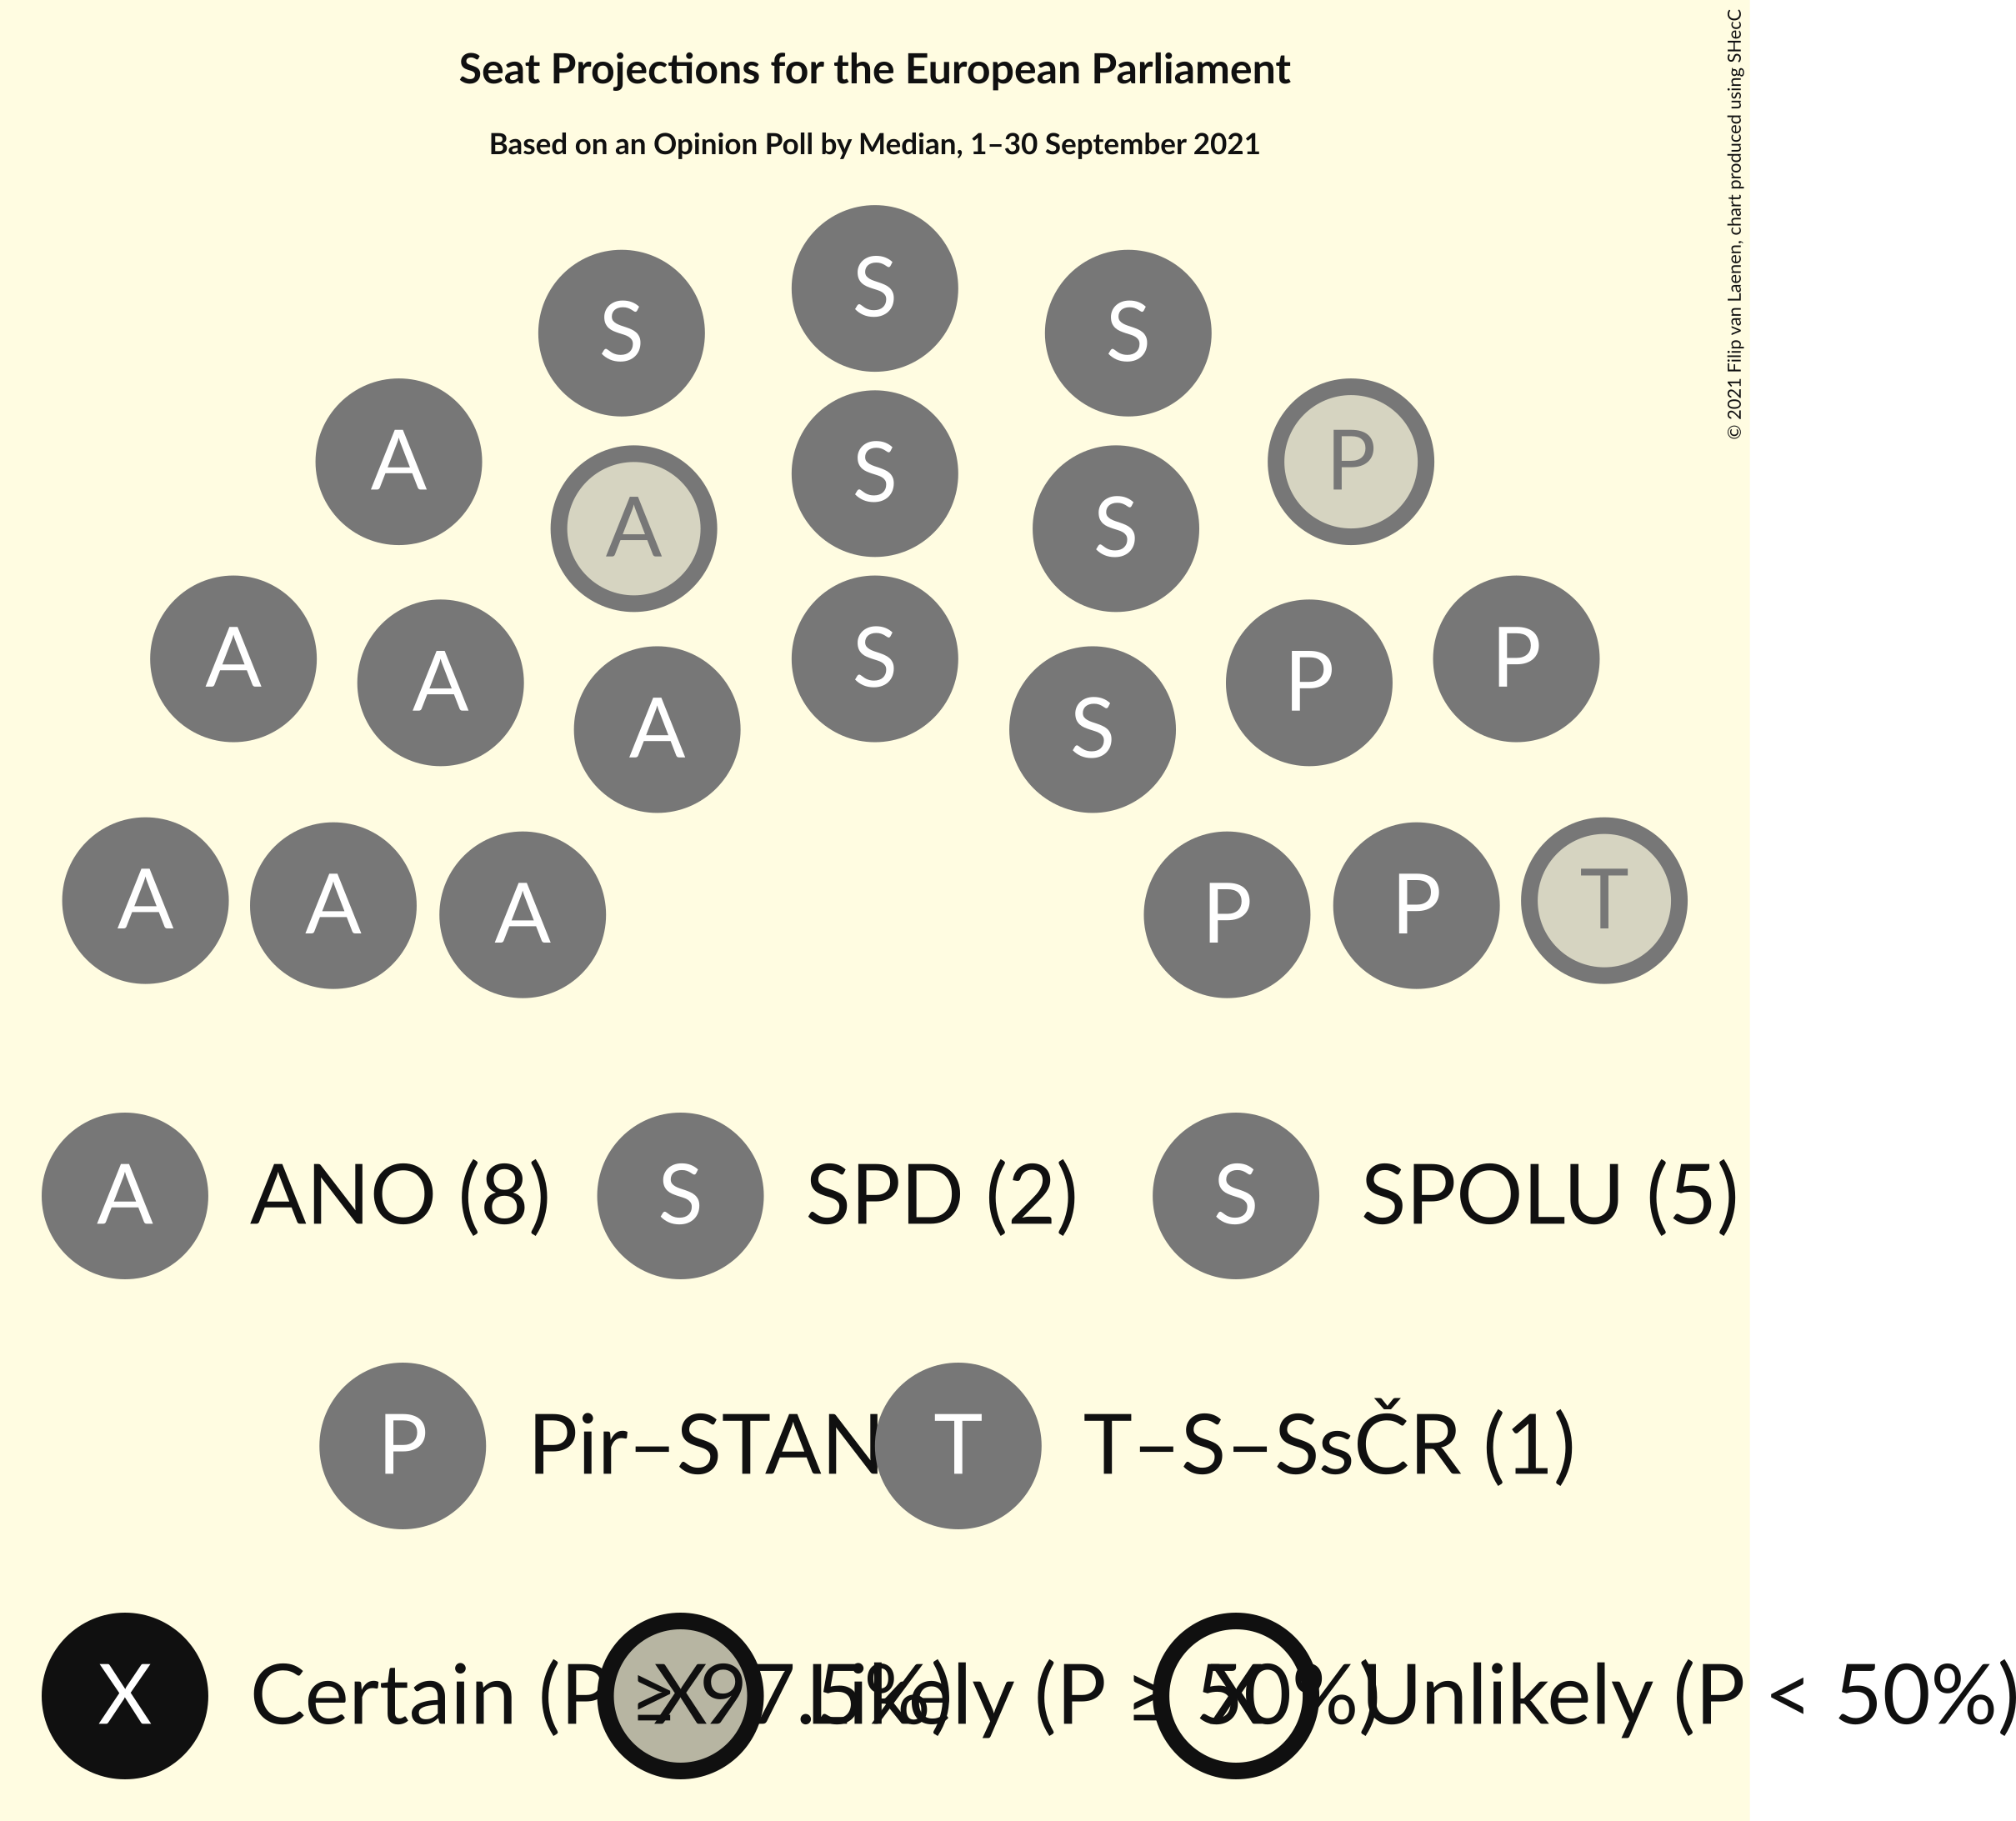 Seat Projections for the European Parliament
Based on an Opinion Poll by Median, 1–30 September 2021
© 2021 Filip van Laenen, chart produced using SHecC
S
S S
A S P
A S
A S P
A P
A S
A A T
A P
A P
A ANO (8) S SPD (2) S SPOLU (5)
P Pir–STAN T T–S–SsČR (1)
X Certain (P ≥ 97.5%) X Likely (P ≥ 50%) X Unlikely (P < 50%)